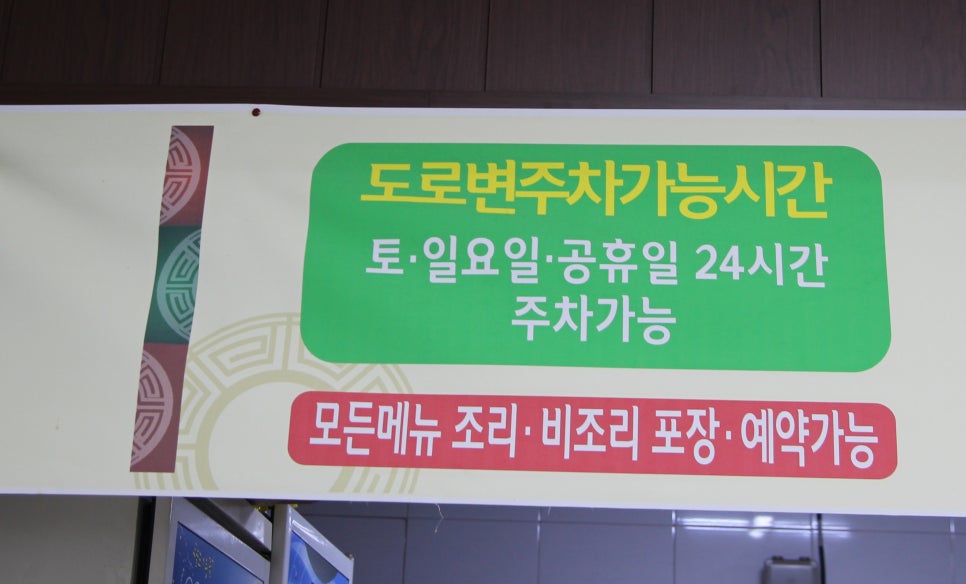 도로변주차가능시간
토·일요일·공휴일 24시간
주차가능
모든메뉴 조리·비조리 포장·예약가능